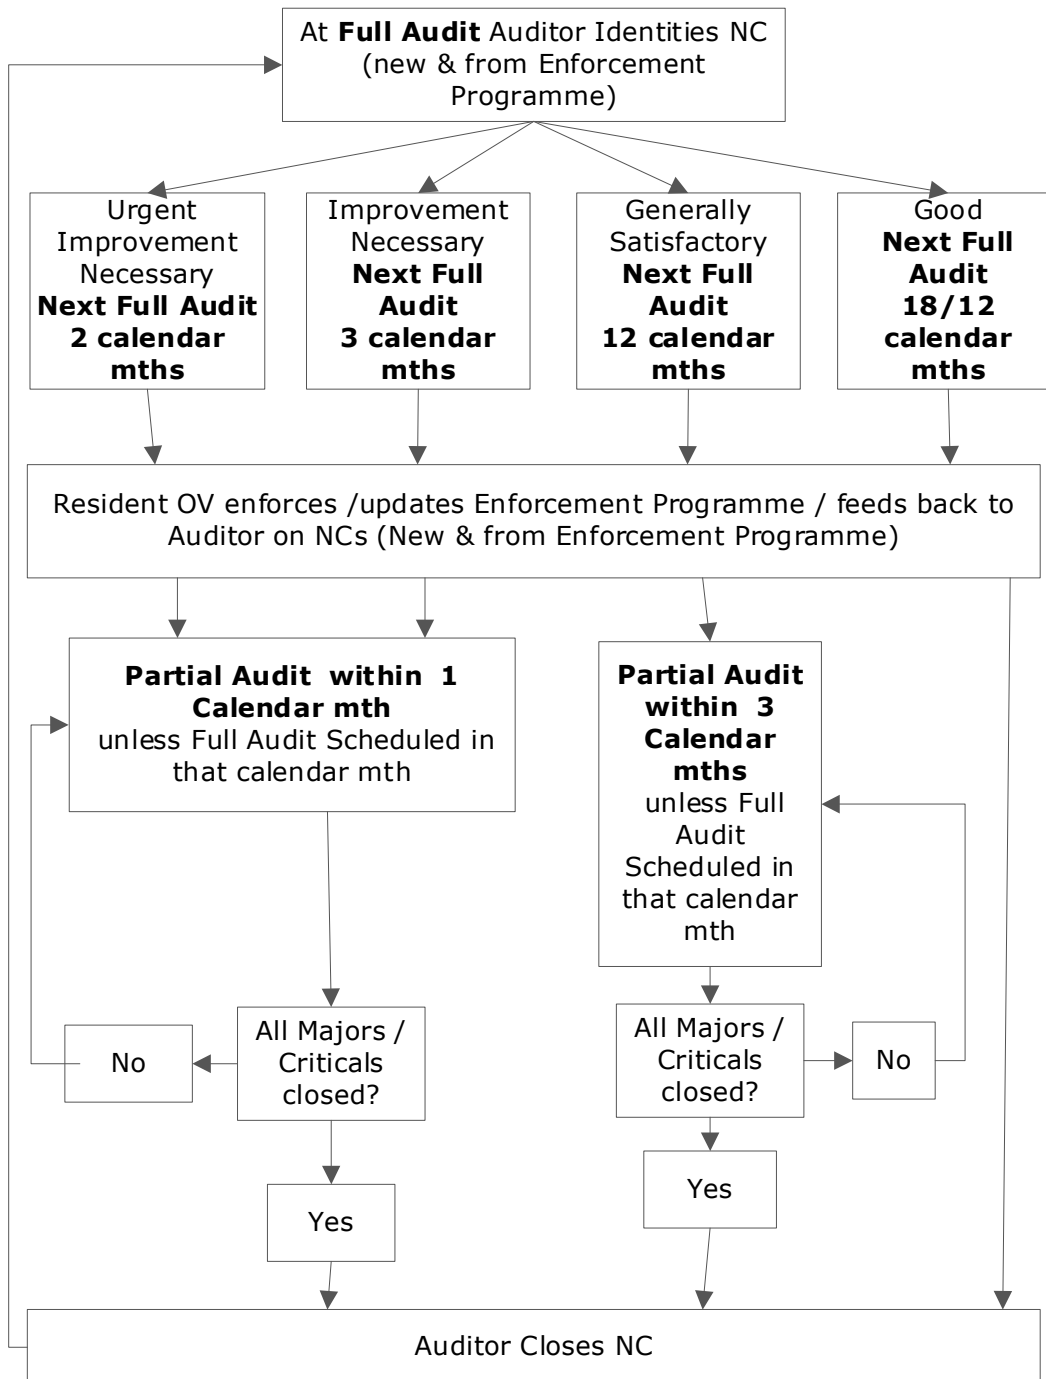 At Full Audit Auditor Identities NC
(new & from Enforcement
Programme)
Urgent
Improvement
Necessary
Next Full Audit
2 calendar
mths
Improvement
Necessary
Next Full
Audit
3 calendar
mths
Generally
Satisfactory
Next Full
Audit
12 calendar
mths
Good
Next Full
Audit
18/12
calendar
mths
Resident OV enforces /updates Enforcement Programme / feeds back to
Auditor on NCs (New & from Enforcement Programme)
Partial Audit within 1
Calendar mth
unless Full Audit Scheduled in
that calendar mth
Partial Audit
within 3
Calendar
mths
unless Full
Audit
Scheduled in
that calendar
mth
No
All Majors /
Criticals
closed?
All Majors /
Criticals
closed?
No
Yes
Yes
Auditor Closes NC